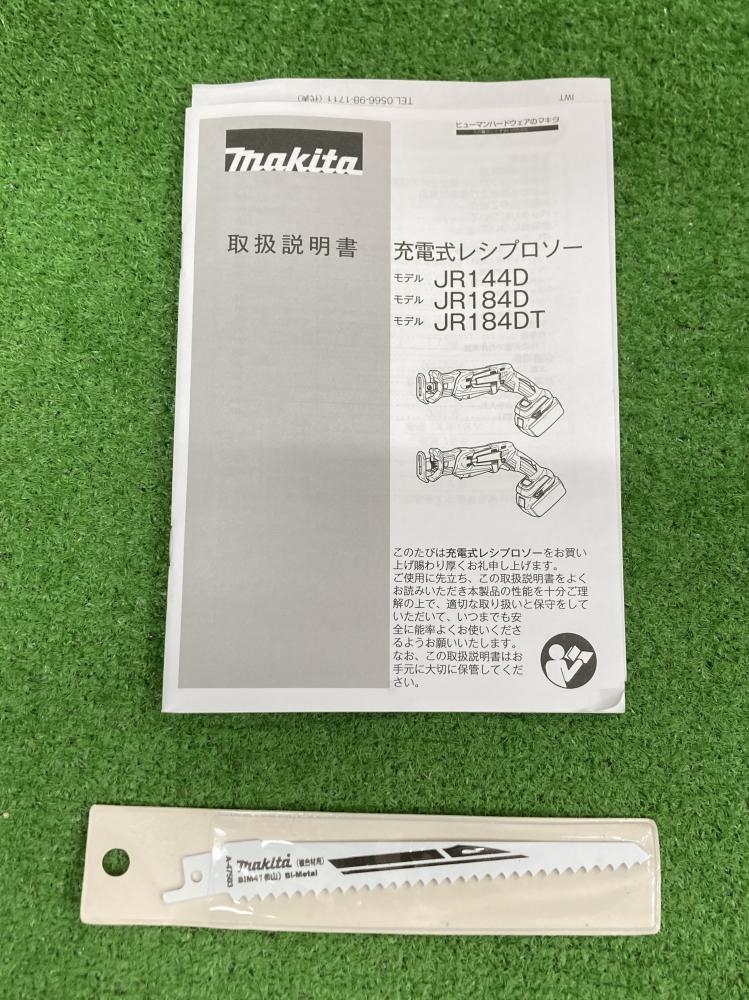 TEL.0566-98-1711 (代表)
IWT
ヒューマンハードウェアのマキタ
makita
取扱説明書
充電式レシプロソー
モデル JR144D
モデル JR184D
モデル JR184DT
このたびは充電式レシプロソーをお買い
上げ賜わり厚くお礼申し上げます。
ご使用に先立ち、この取扱説明書をよく
お読みいただき本製品の性能を十分ご理
解の上で、適切な取り扱いと保守をして
いただいて、いつまでも安
全に能率よくお使いくださ
るようお願いいたします。
なお、この取扱説明書はお
手元に大切に保管してくだ
さい。
A-47583
makita (複合材用)
BIM41 Bi-Metal